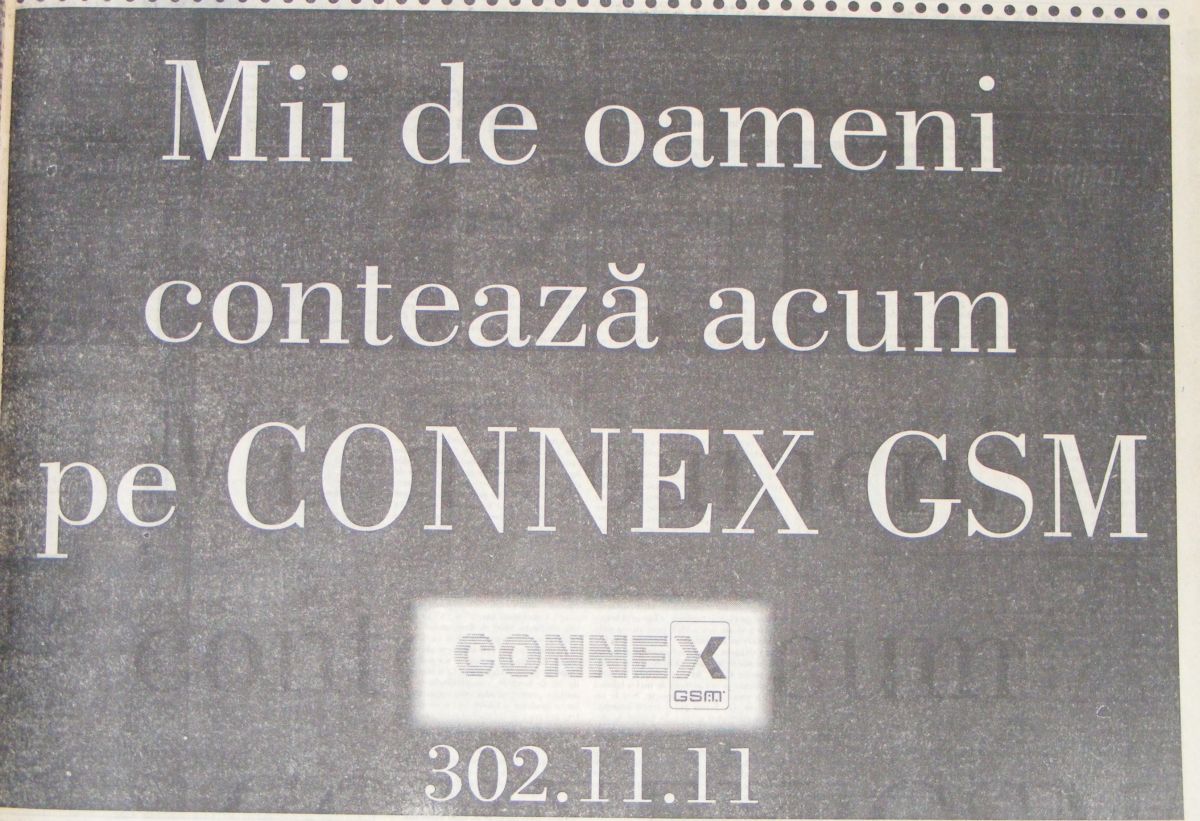 Mii de oameni
contează acum
pe CONNEX GSM
CONNEX
GSM
302.11.11